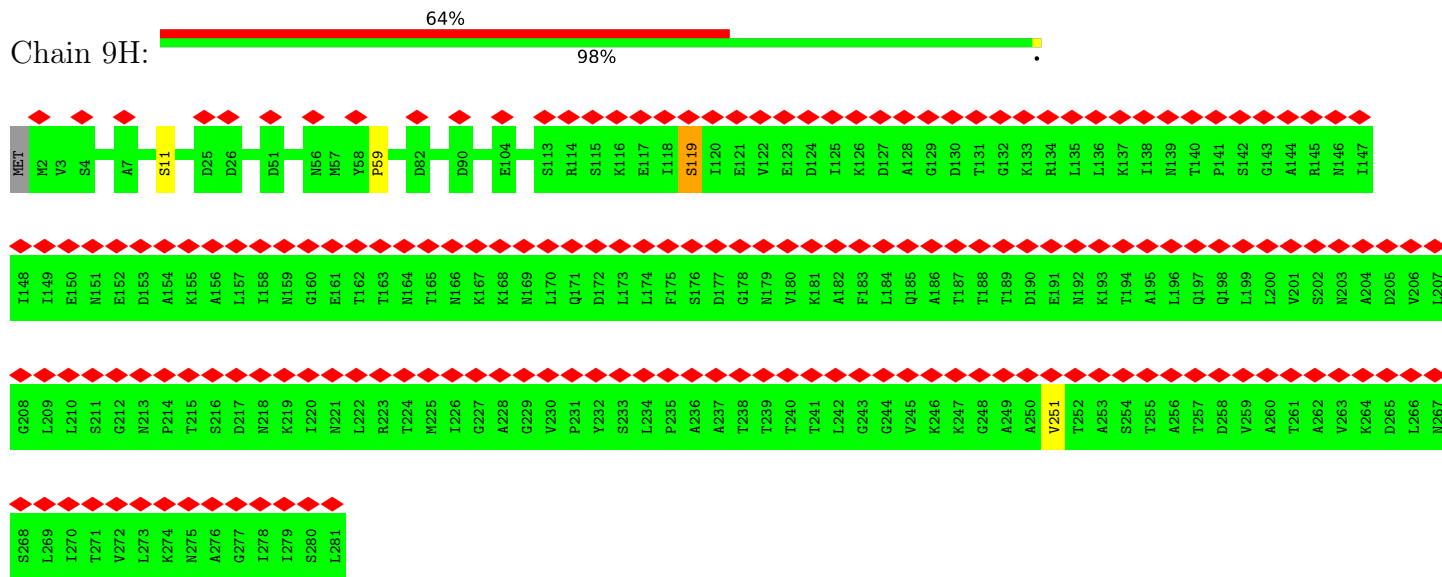 64%
Chain 9H:
98%
.
MET M2 V3 S4 A7 S11 D25 D26 D51 N56 M57 Y58 P59 D82 D90 E104 S113 R114 S115 K116 E117 I118 S119 I120 E121 V122 E123 D124 I125 K126 D127 A128 G129 D130 T131 G132 K133 R134 L135 L136 K137 I138 N139 T140 P141 S142 G143 A144 R145 N146 I147
I148 I149 E150 N151 E152 D153 A154 K155 A156 L157 I158 N159 G160 E161 T162 T163 N164 T165 N166 K167 K168 N169 L170 Q171 D172 L173 L174 F175 S176 D177 G178 N179 V180 K181 A182 F183 L184 Q185 A186 T187 T188 T189 D190 E191 N192 K193 T194 A195 L196 Q197 Q198 L199 L200 V201 S202 N203 A204 D205 V206 L207
G208 L209 L210 S211 G212 N213 P214 T215 S216 D217 N218 K219 I220 N221 L222 R223 T224 M225 I226 G227 A228 G229 V230 P231 Y232 S233 L234 P235 A236 A237 T238 T239 T240 T241 L242 G243 G244 V245 K246 K247 G248 A249 A250 V251 T252 A253 S254 T255 A256 T257 D258 V259 A260 T261 A262 V263 K264 D265 L266 N267
S268 L269 I270 T271 V272 L273 K274 N275 A276 G277 I278 I279 S280 L281